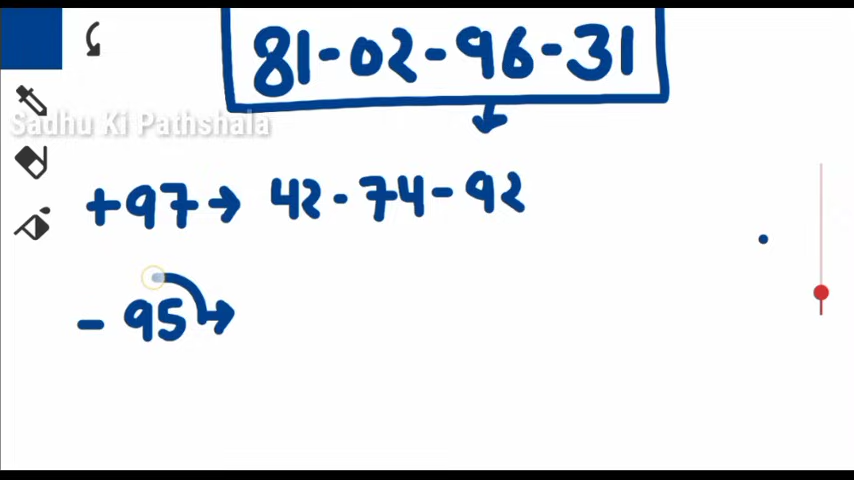 81-02-96-31
Sadhu Ki Pathshala
+97→ 42-74-92
- 95→